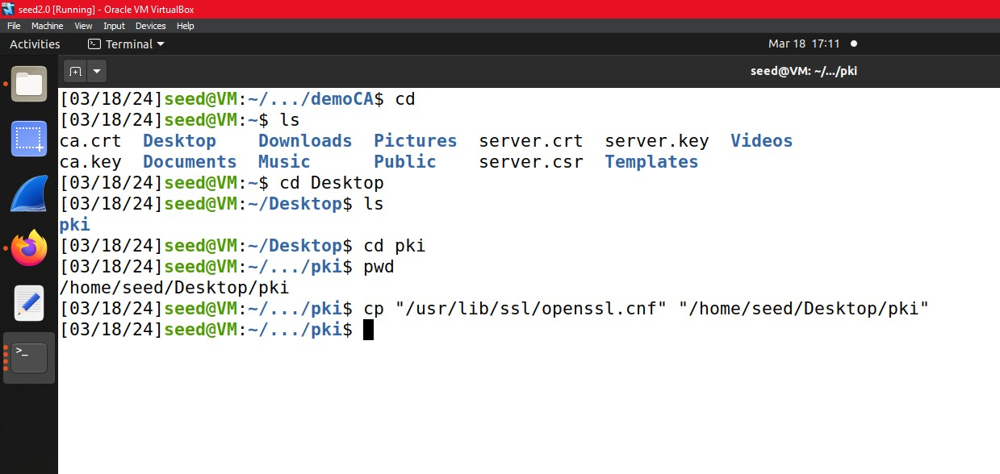 seed2.0 [Running] - Oracle VM VirtualBox
File Machine View Input Devices Help
Activities Terminal Mar 18 17:11
seed@VM: ~/.../pki
[03/18/24]seed@VM:~/.../demoCA$ cd
[03/18/24]seed@VM:~$ ls
ca.crt Desktop Downloads Pictures server.crt server.key Videos
ca.key Documents Music Public server.csr Templates
[03/18/24]seed@VM:~$ cd Desktop
[03/18/24]seed@VM:~/Desktop$ ls
pki
[03/18/24]seed@VM:~/Desktop$ cd pki
[03/18/24]seed@VM:~/.../pki$ pwd
/home/seed/Desktop/pki
[03/18/24]seed@VM:~/.../pki$ cp "/usr/lib/ssl/openssl.cnf" "/home/seed/Desktop/pki"
[03/18/24]seed@VM:~/.../pki$